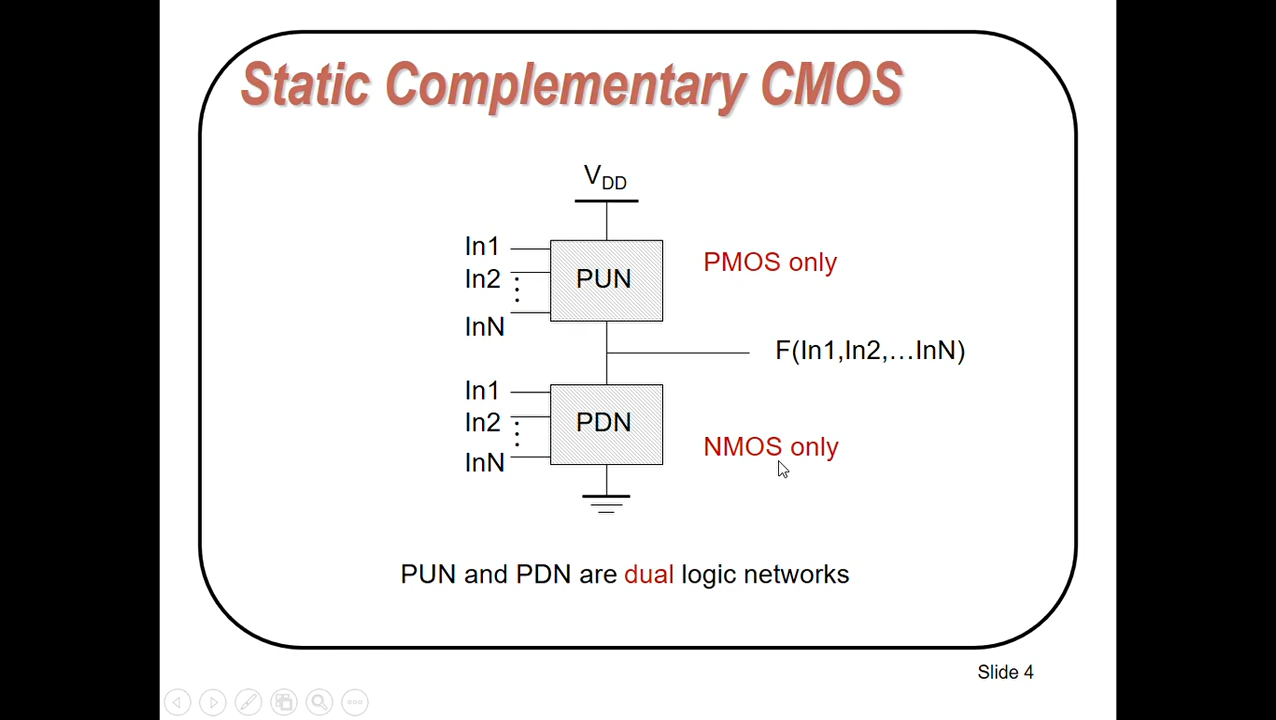 Static Complementary CMOS
VDD
In1
In2
InN
PUN
PMOS only
F(In1,In2,…InN)
In1
In2
InN
PDN
NMOS only
PUN and PDN are dual logic networks
Slide 4